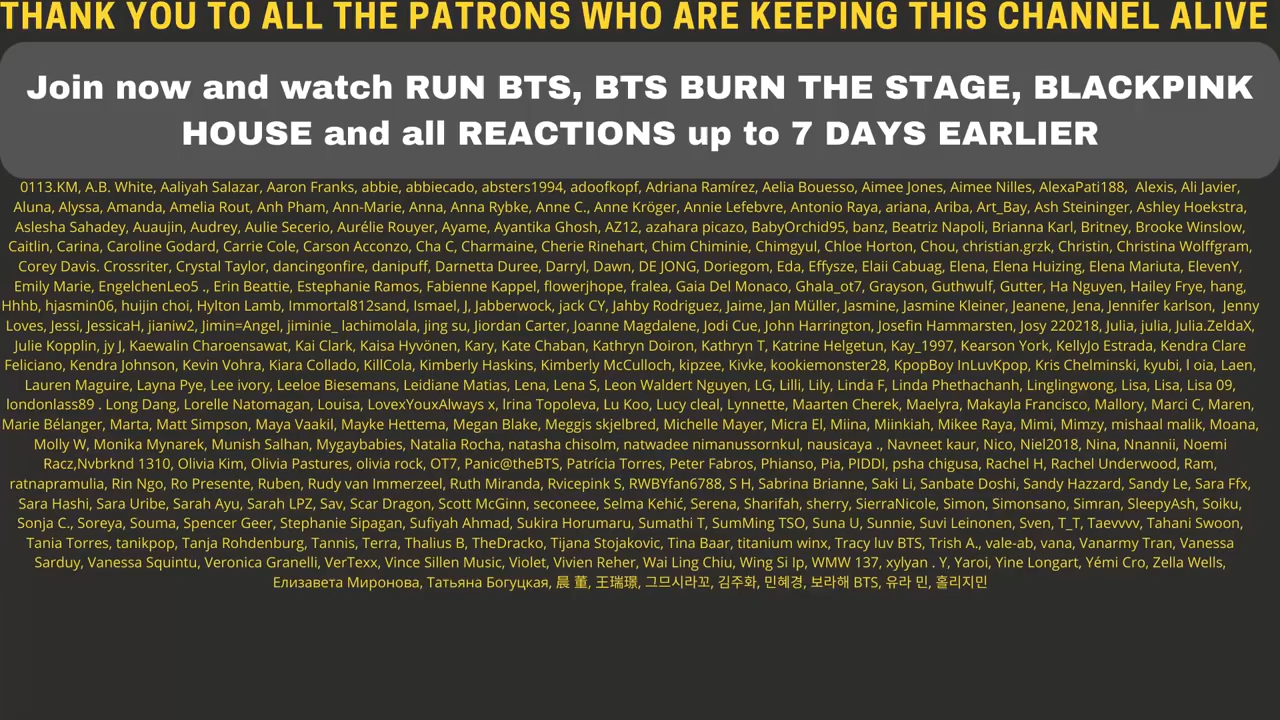 THANK YOU TO ALL THE PATRONS WHO ARE KEEPING THIS CHANNEL ALIVE
Join now and watch RUN BTS, BTS BURN THE STAGE, BLACKPINK
HOUSE and all REACTIONS up to 7 DAYS EARLIER
0113.KM, A.B. White, Aaliyah Salazar, Aaron Franks, abbie, abbiecado, absters1994, adoofkopf, Adriana Ramírez, Aelia Bouesso, Aimee Jones, Aimee Nilles, AlexaPati188, Alexis, Ali Javier,
Aluna, Alyssa, Amanda, Amelia Rout, Anh Pham, Ann-Marie, Anna, Anna Rybke, Anne C., Anne Kröger, Annie Lefebvre, Antonio Raya, ariana, Ariba, Art_Bay, Ash Steininger, Ashley Hoekstra,
Aslesha Sahadey, Auaujin, Audrey, Aulie Secerio, Aurélie Rouyer, Ayame, Ayantika Ghosh, AZ12, azahara picazo, BabyOrchid95, banz, Beatriz Napoli, Brianna Karl, Britney, Brooke Winslow,
Caitlin, Carina, Caroline Godard, Carrie Cole, Carson Acconzo, Cha C, Charmaine, Cherie Rinehart, Chim Chiminie, Chimgyul, Chloe Horton, Chou, christian.grzk, Christin, Christina Wolffgram,
Corey Davis. Crossriter, Crystal Taylor, dancingonfire, danipuff, Darnetta Duree, Darryl, Dawn, DE JONG, Doriegom, Eda, Effysze, Elaii Cabuag, Elena, Elena Huizing, Elena Mariuta, ElevenY,
Emily Marie, EngelchenLeo5 ., Erin Beattie, Estephanie Ramos, Fabienne Kappel, flowerjhope, fralea, Gaia Del Monaco, Ghala_ot7, Grayson, Guthwulf, Gutter, Ha Nguyen, Hailey Frye, hang,
Hhhb, hjasmin06, huijin choi, Hylton Lamb, Immortal812sand, Ismael, J, Jabberwock, jack CY, Jahby Rodriguez, Jaime, Jan Müller, Jasmine, Jasmine Kleiner, Jeanene, Jena, Jennifer karlson, Jenny
Loves, Jessi, JessicaH, jianiw2, Jimin=Angel, jiminie_ lachimolala, jing su, Jiordan Carter, Joanne Magdalene, Jodi Cue, John Harrington, Josefin Hammarsten, Josy 220218, Julia, julia, Julia.ZeldaX,
Julie Kopplin, jy J, Kaewalin Charoensawat, Kai Clark, Kaisa Hyvönen, Kary, Kate Chaban, Kathryn Doiron, Kathryn T, Katrine Helgetun, Kay_1997, Kearson York, KellyJo Estrada, Kendra Clare
Feliciano, Kendra Johnson, Kevin Vohra, Kiara Collado, KillCola, Kimberly Haskins, Kimberly McCulloch, kipzee, Kivke, kookiemonster28, KpopBoy InLuvKpop, Kris Chelminski, kyubi, l oia, Laen,
Lauren Maguire, Layna Pye, Lee ivory, Leeloe Biesemans, Leidiane Matias, Lena, Lena S, Leon Waldert Nguyen, LG, Lilli, Lily, Linda F, Linda Phethachanh, Linglingwong, Lisa, Lisa, Lisa 09,
londonlass89 . Long Dang, Lorelle Natomagan, Louisa, LovexYouxAlways x, lrina Topoleva, Lu Koo, Lucy cleal, Lynnette, Maarten Cherek, Maelyra, Makayla Francisco, Mallory, Marci C, Maren,
Marie Bélanger, Marta, Matt Simpson, Maya Vaakil, Mayke Hettema, Megan Blake, Meggis skjelbred, Michelle Mayer, Micra El, Miina, Miinkiah, Mikee Raya, Mimi, Mimzy, mishaal malik, Moana,
Molly W, Monika Mynarek, Munish Salhan, Mygaybabies, Natalia Rocha, natasha chisolm, natwadee nimanussornkul, nausicaya ., Navneet kaur, Nico, Niel2018, Nina, Nnannii, Noemi
Racz,Nvbrknd 1310, Olivia Kim, Olivia Pastures, olivia rock, OT7, Panic@theBTS, Patrícia Torres, Peter Fabros, Phianso, Pia, PIDDI, psha chigusa, Rachel H, Rachel Underwood, Ram,
ratnapramulia, Rin Ngo, Ro Presente, Ruben, Rudy van Immerzeel, Ruth Miranda, Rvicepink S, RWBYfan6788, S H, Sabrina Brianne, Saki Li, Sanbate Doshi, Sandy Hazzard, Sandy Le, Sara Ffx,
Sara Hashi, Sara Uribe, Sarah Ayu, Sarah LPZ, Sav, Scar Dragon, Scott McGinn, seconeee, Selma Kehić, Serena, Sharifah, sherry, SierraNicole, Simon, Simonsano, Simran, SleepyAsh, Soiku,
Sonja C., Soreya, Souma, Spencer Geer, Stephanie Sipagan, Sufiyah Ahmad, Sukira Horumaru, Sumathi T, SumMing TSO, Suna U, Sunnie, Suvi Leinonen, Sven, T_T, Taevvvv, Tahani Swoon,
Tania Torres, tanikpop, Tanja Rohdenburg, Tannis, Terra, Thalius B, TheDracko, Tijana Stojakovic, Tina Baar, titanium winx, Tracy luv BTS, Trish A., vale-ab, vana, Vanarmy Tran, Vanessa
Sarduy, Vanessa Squintu, Veronica Granelli, VerTexx, Vince Sillen Music, Violet, Vivien Reher, Wai Ling Chiu, Wing Si Ip, WMW 137, xylyan . Y, Yaroi, Yine Longart, Yémi Cro, Zella Wells,
Елизавета Миронова, Татьяна Богуцкая, 晨 董, 王瑞璟, 그므시라꼬, 김주화, 민혜경, 보라해 BTS, 유라 민, 홀리지민